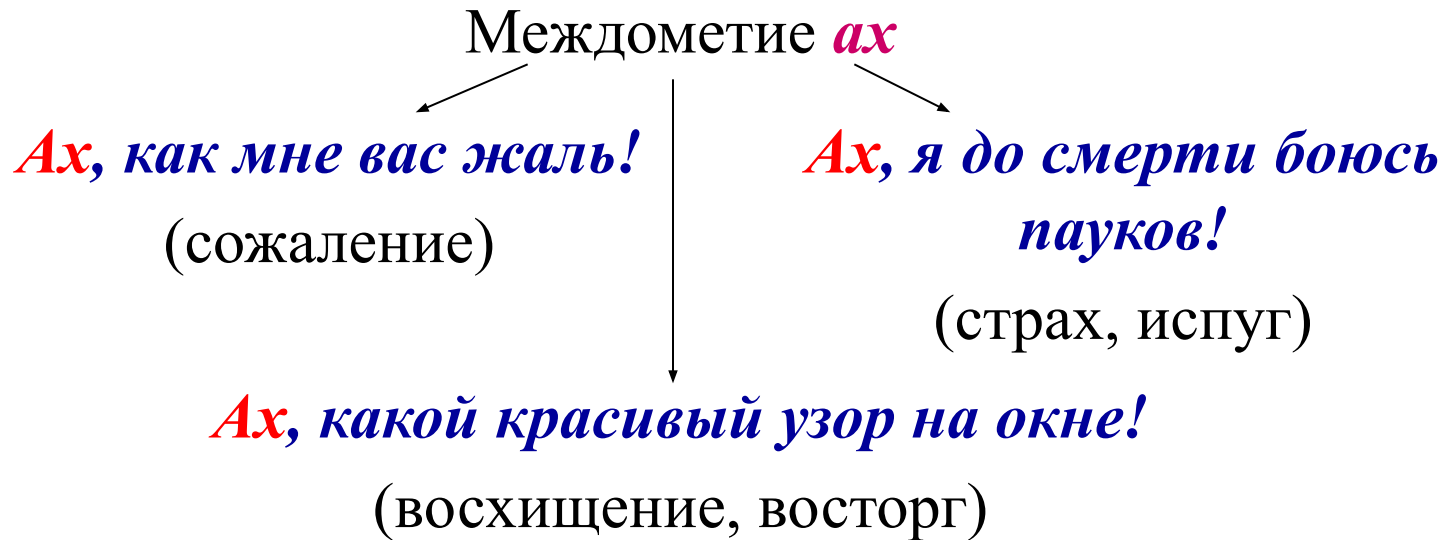 Междометие ах
Ах, как мне вас жаль!
(сожаление)
Ах, я до смерти боюсь
пауков!
(страх, испуг)
Ах, какой красивый узор на окне!
(восхищение, восторг)